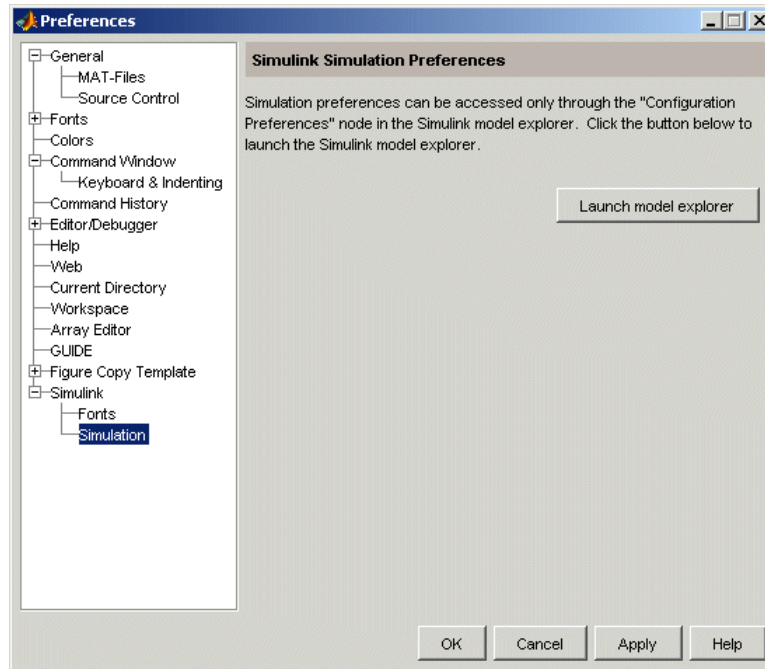 Preferences
General
MAT-Files
Source Control
Fonts
Colors
Command Window
Keyboard & Indenting
Command History
Editor/Debugger
Help
Web
Current Directory
Workspace
Array Editor
GUIDE
Figure Copy Template
Simulink
Fonts
Simulation
Simulink Simulation Preferences
Simulation preferences can be accessed only through the "Configuration
Preferences" node in the Simulink model explorer. Click the button below to
launch the Simulink model explorer.
Launch model explorer
OK
Cancel
Apply
Help